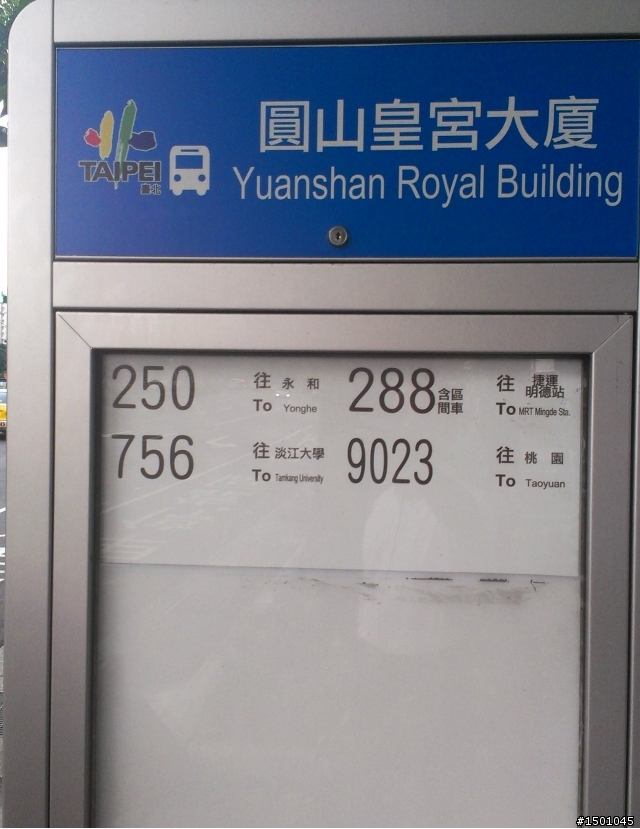 圓山皇宮大廈
TAIPEI
臺北
Yuanshan Royal Building
250 往 永和
To Yonghe
288 含區間車 往 捷運明德站
To MRT Mingde Sta.
756 往 淡江大學
To Tamkang University
9023 往 桃園
To Taoyuan
#1501045